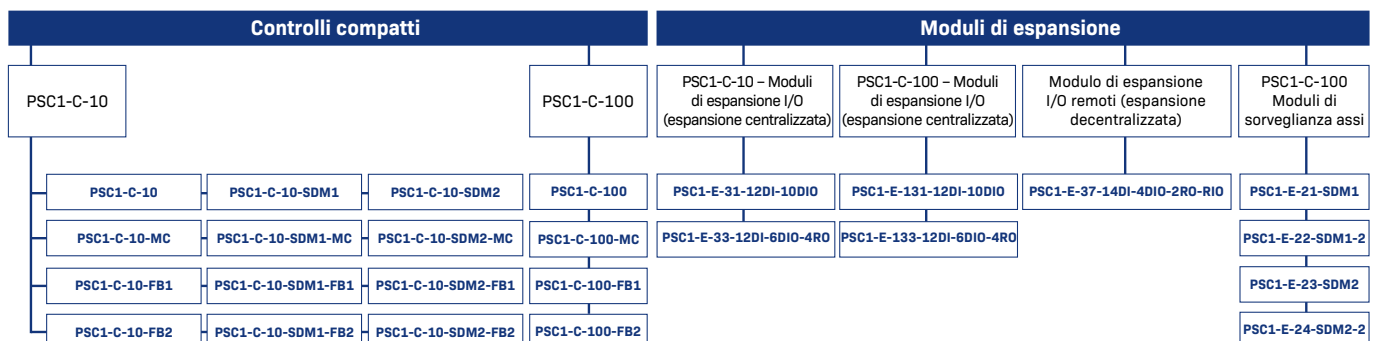 Controlli compatti
Moduli di espansione
PSC1-C-10
PSC1-C-100
PSC1-C-10 – Moduli
di espansione I/O
(espansione centralizzata)
PSC1-C-100 – Moduli
di espansione I/O
(espansione centralizzata)
Modulo di espansione
I/O remoti (espansione
decentralizzata)
PSC1-C-100
Moduli di
sorveglianza assi
PSC1-C-10
PSC1-C-10-SDM1
PSC1-C-10-SDM2
PSC1-C-100
PSC1-E-31-12DI-10DIO
PSC1-E-131-12DI-10DIO
PSC1-E-37-14DI-4DIO-2RO-RIO
PSC1-E-21-SDM1
PSC1-C-10-MC
PSC1-C-10-SDM1-MC
PSC1-C-10-SDM2-MC
PSC1-C-100-MC
PSC1-E-33-12DI-6DIO-4RO
PSC1-E-133-12DI-6DIO-4RO
PSC1-E-22-SDM1-2
PSC1-C-10-FB1
PSC1-C-10-SDM1-FB1
PSC1-C-10-SDM2-FB1
PSC1-C-100-FB1
PSC1-E-23-SDM2
PSC1-C-10-FB2
PSC1-C-10-SDM1-FB2
PSC1-C-10-SDM2-FB2
PSC1-C-100-FB2
PSC1-E-24-SDM2-2